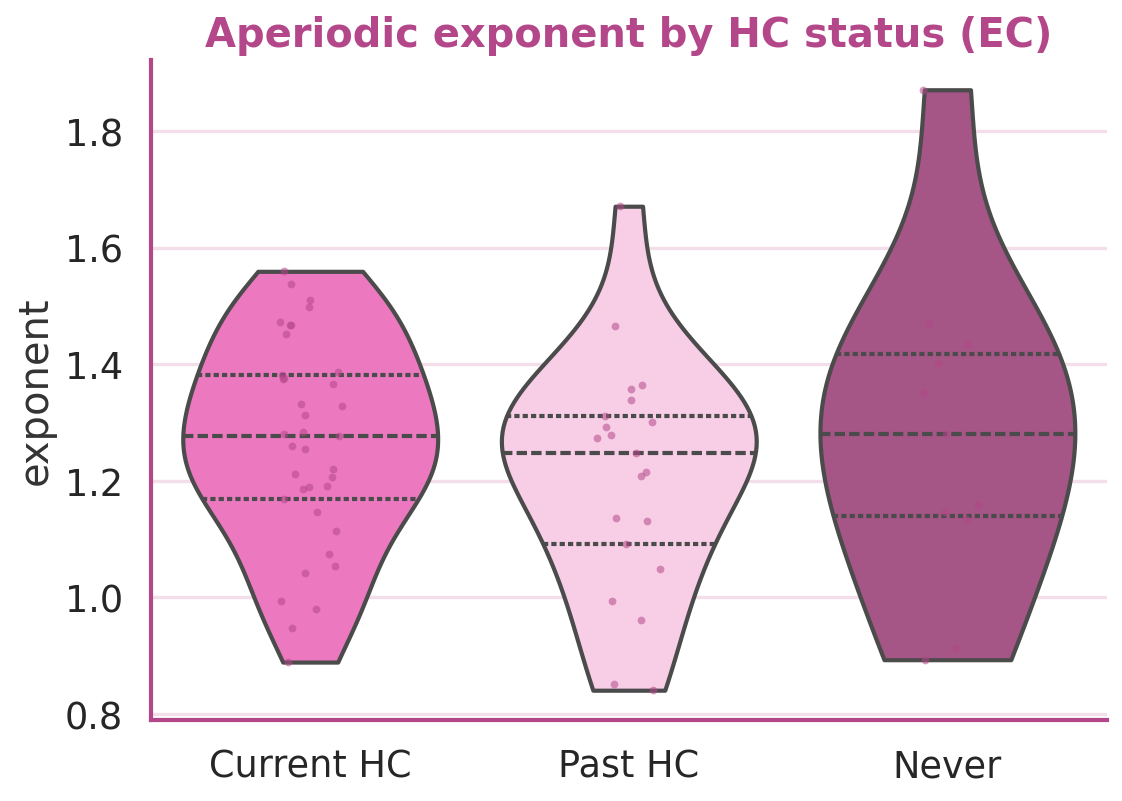 Aperiodic exponent by HC status (EC)
exponent
1.8
1.6
1.4
1.2
1.0
0.8
Current HC
Past HC
Never